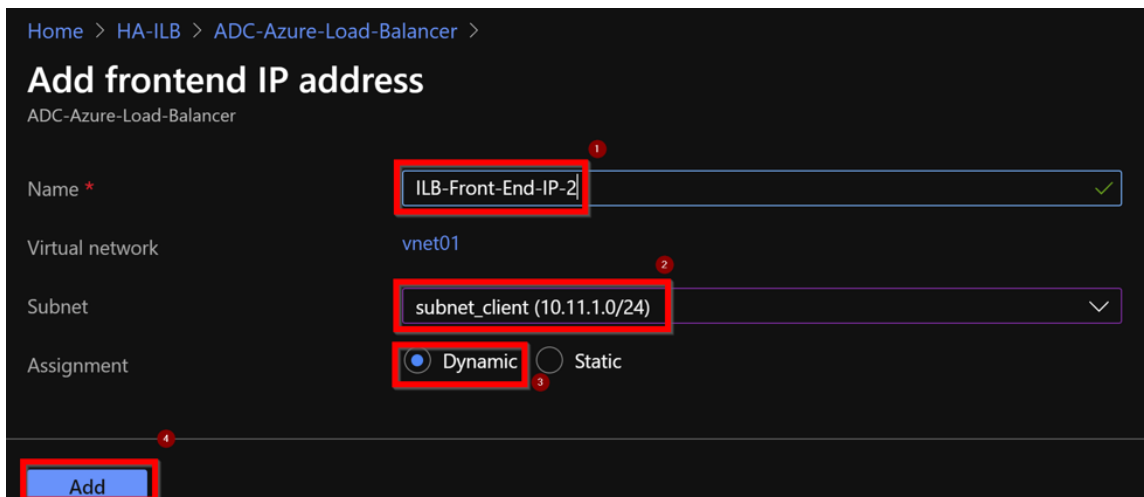 Home > HA-ILB > ADC-Azure-Load-Balancer >
Add frontend IP address
ADC-Azure-Load-Balancer
1
Name * ILB-Front-End-IP-2
Virtual network vnet01
2
Subnet subnet_client (10.11.1.0/24)
Assignment Dynamic Static
3
4
Add